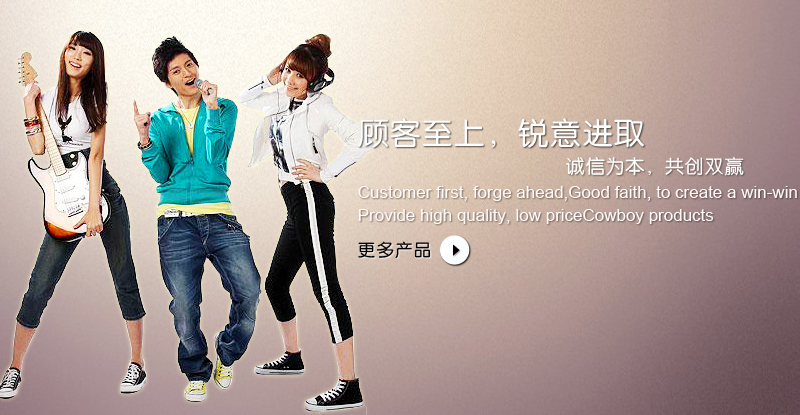 顾客至上，锐意进取
诚信为本，共创双赢
Customer first, forge ahead,Good faith, to create a win-win
Provide high quality, low priceCowboy products
更多产品